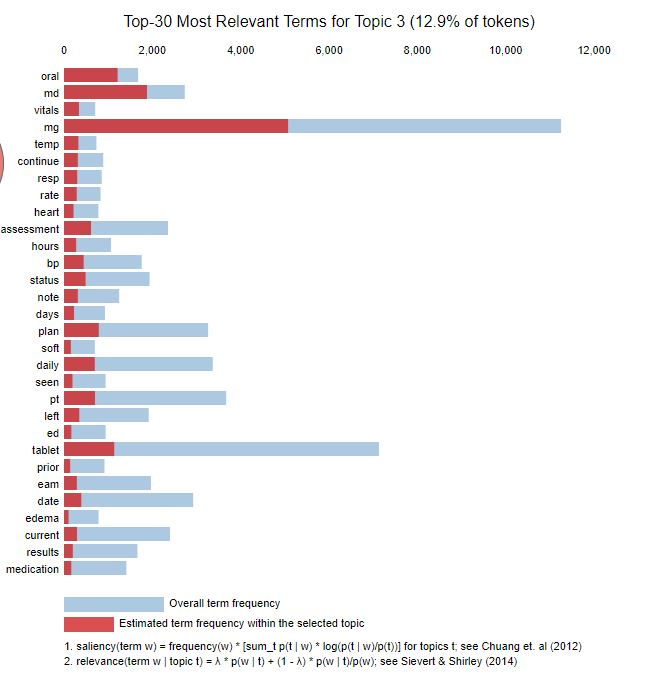 Top-30 Most Relevant Terms for Topic 3 (12.9% of tokens)
0 2,000 4,000 6,000 8,000 10,000 12,000
oral
md
vitals
mg
temp
continue
resp
rate
heart
assessment
hours
bp
status
note
days
plan
soft
daily
seen
pt
left
ed
tablet
prior
eam
date
edema
current
results
medication
Overall term frequency
Estimated term frequency within the selected topic
1. saliency(term w) = frequency(w) * [sum_t p(t | w) * log(p(t | w)/p(t))] for topics t; see Chuang et. al (2012)
2. relevance(term w | topic t) = λ * p(w | t) + (1 - λ) * p(w | t)/p(w); see Sievert & Shirley (2014)